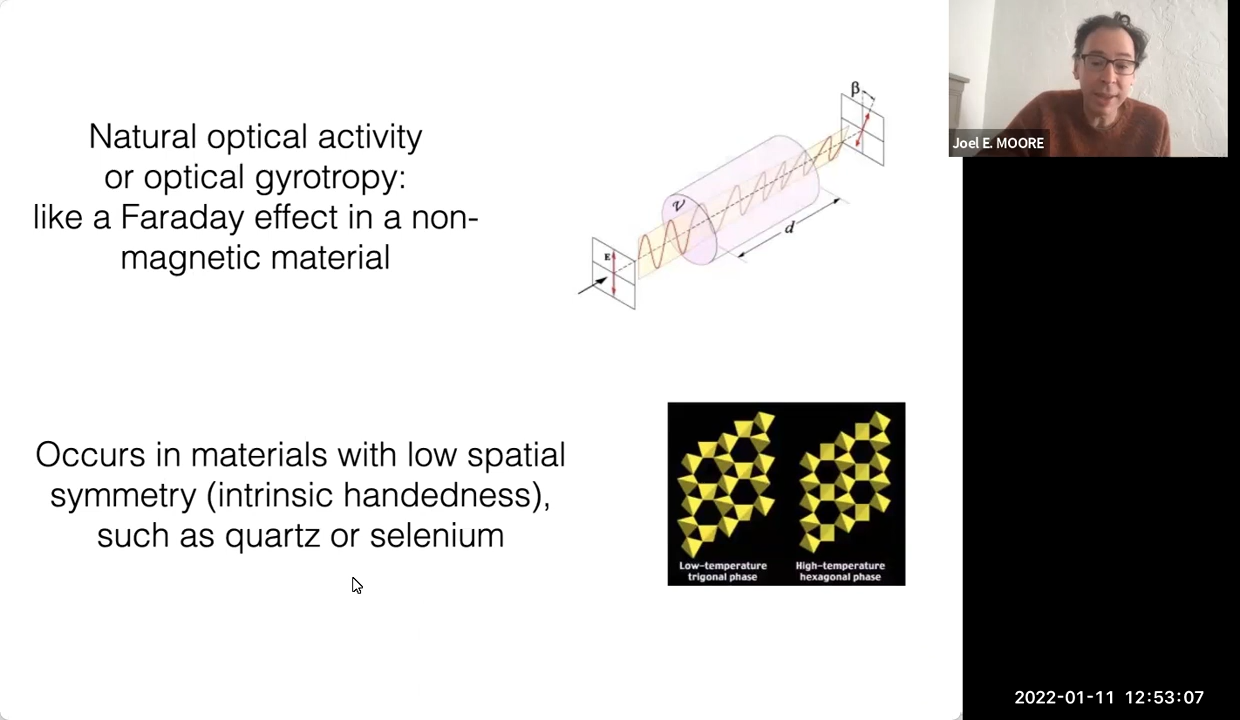 Natural optical activity
or optical gyrotropy:
like a Faraday effect in a non-
magnetic material
β
ν
d
E
Occurs in materials with low spatial
symmetry (intrinsic handedness),
such as quartz or selenium
Low-temperature
trigonal phase
High-temperature
hexagonal phase
Joel E. MOORE
2022-01-11 12:53:07